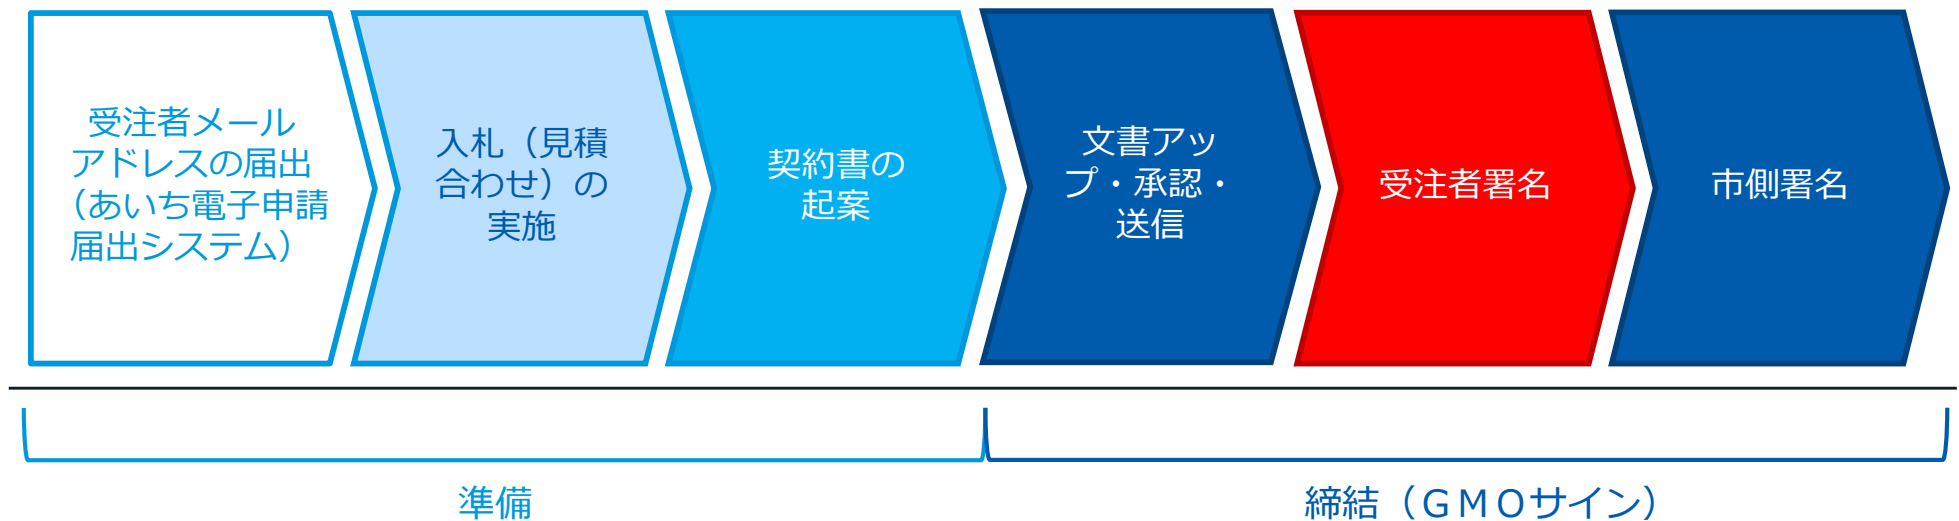 受注者メール
アドレスの届出
（あいち電子申請
届出システム）
入札（見積
合わせ）の
実施
契約書の
起案
文書アッ
プ・承認・
送信
受注者署名
市側署名
準備
締結（ＧＭＯサイン）